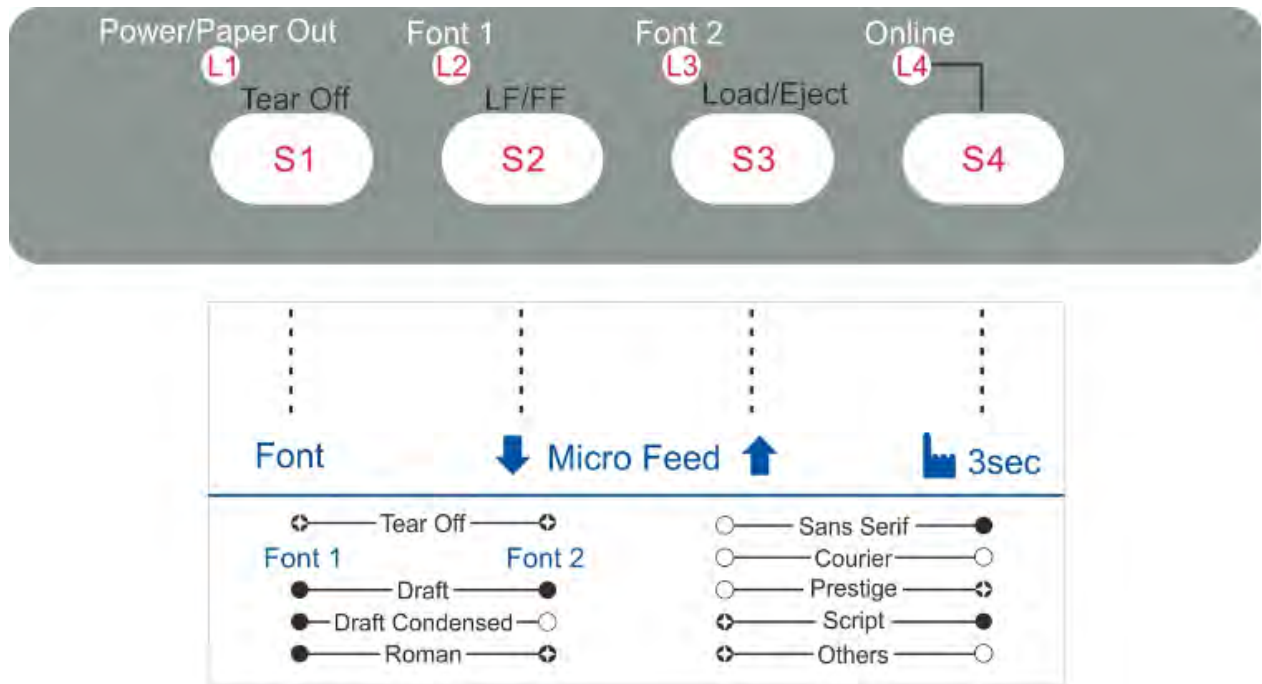 Power/Paper Out Font 1 Font 2 Online
L1 L2 L3 L4
Tear Off LF/FF Load/Eject
S1 S2 S3 S4
Font Micro Feed 3sec
Tear Off
Font 1 Font 2
Draft
Draft Condensed
Roman
Sans Serif
Courier
Prestige
Script
Others